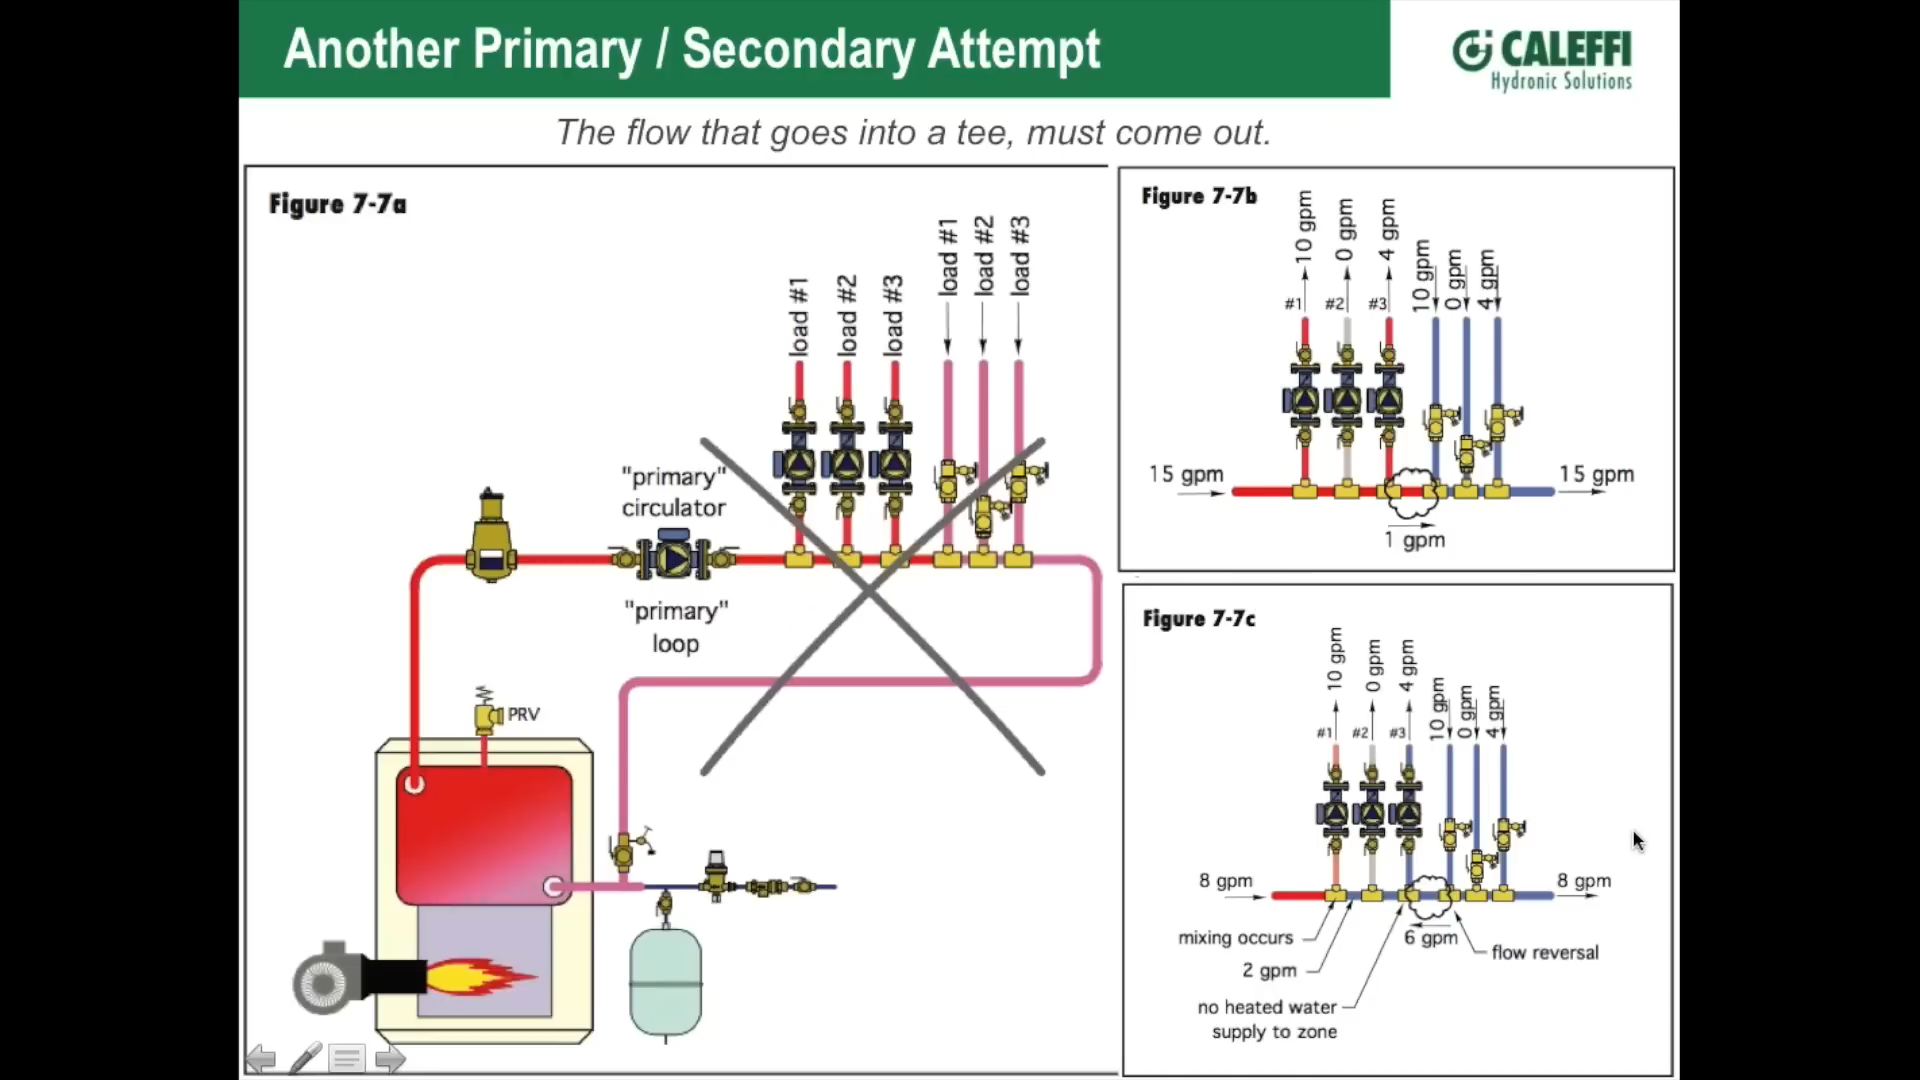 Another Primary / Secondary Attempt
CALEFFI
Hydronic Solutions
The flow that goes into a tee, must come out.
Figure 7-7a
load #1
load #2
load #3
load #1
load #2
load #3
"primary"
circulator
"primary"
loop
PRV
Figure 7-7b
10 gpm
0 gpm
4 gpm
10 gpm
0 gpm
4 gpm
#1
#2
#3
15 gpm
15 gpm
1 gpm
Figure 7-7c
10 gpm
0 gpm
4 gpm
10 gpm
0 gpm
4 gpm
#1
#2
#3
8 gpm
8 gpm
mixing occurs
6 gpm
flow reversal
2 gpm
no heated water
supply to zone